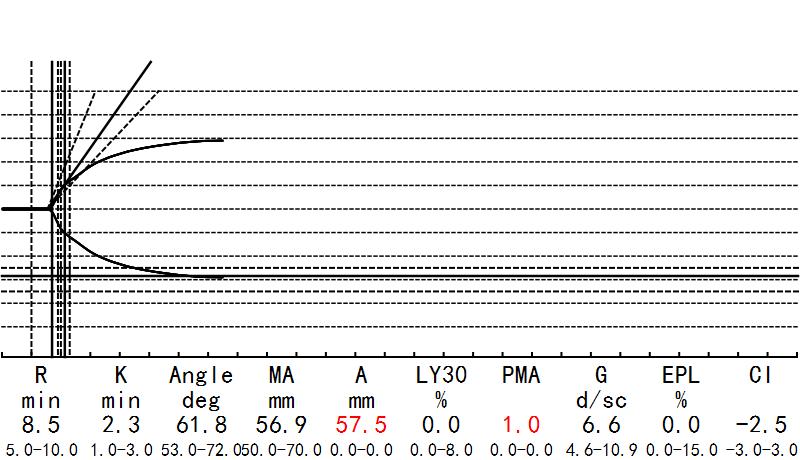 R K Angle MA A LY30 PMA G EPL CI
min min deg mm mm % d/sc %
8.5 2.3 61.8 56.9 57.5 0.0 1.0 6.6 0.0 -2.5
5.0-10.0 1.0-3.0 53.0-72.0 50.0-70.0 0.0-0.0 0.0-8.0 0.0-0.0 4.6-10.9 0.0-15.0 -3.0-3.0